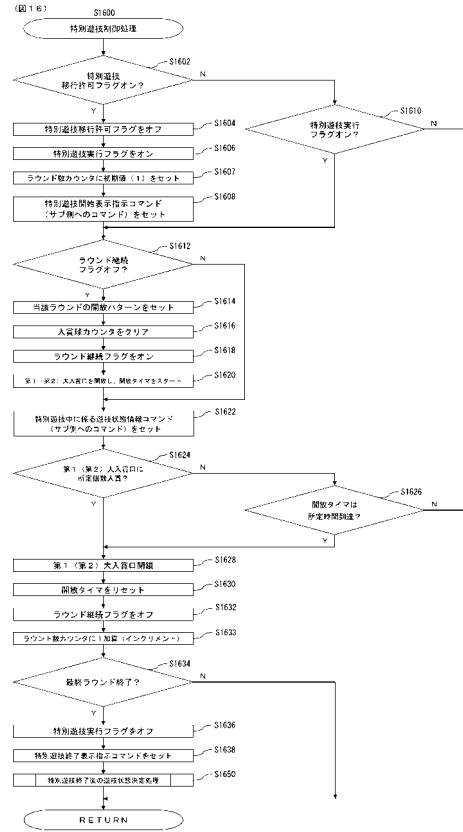 (図16)
S1600
特別遊技制御処理
S1602
特別遊技
移行許可フラグオン？
N
Y
S1604
特別遊技移行許可フラグをオフ
S1606
特別遊技実行フラグをオン
S1607
ラウンド数カウンタに初期値（1）をセット
S1608
特別遊技開始表示指示コマンド
（サブ側へのコマンド）をセット
S1610
特別遊技実行
フラグオン？
N
Y
S1612
ラウンド継続
フラグオフ？
N
Y
S1614
当該ラウンドの開放パターンをセット
S1616
入賞球カウンタをクリア
S1618
ラウンド継続フラグをオン
S1620
第1（第2）大入賞口を開放し、開放タイマをスタート
S1622
特別遊技中に係る遊技状態情報コマンド
（サブ側へのコマンド）をセット
S1624
第1（第2）大入賞口に
所定個数入賞？
N
Y
S1626
開放タイマは
所定時間到達？
N
Y
S1628
第1（第2）大入賞口閉鎖
S1630
開放タイマをリセット
S1632
ラウンド継続フラグをオフ
S1633
ラウンド数カウンタに1加算（インクリメント）
S1634
最終ラウンド終了？
N
Y
S1636
特別遊技実行フラグをオフ
S1638
特別遊技終了表示指示コマンドをセット
S1650
特別遊技終了後の遊技状態決定処理
RETURN